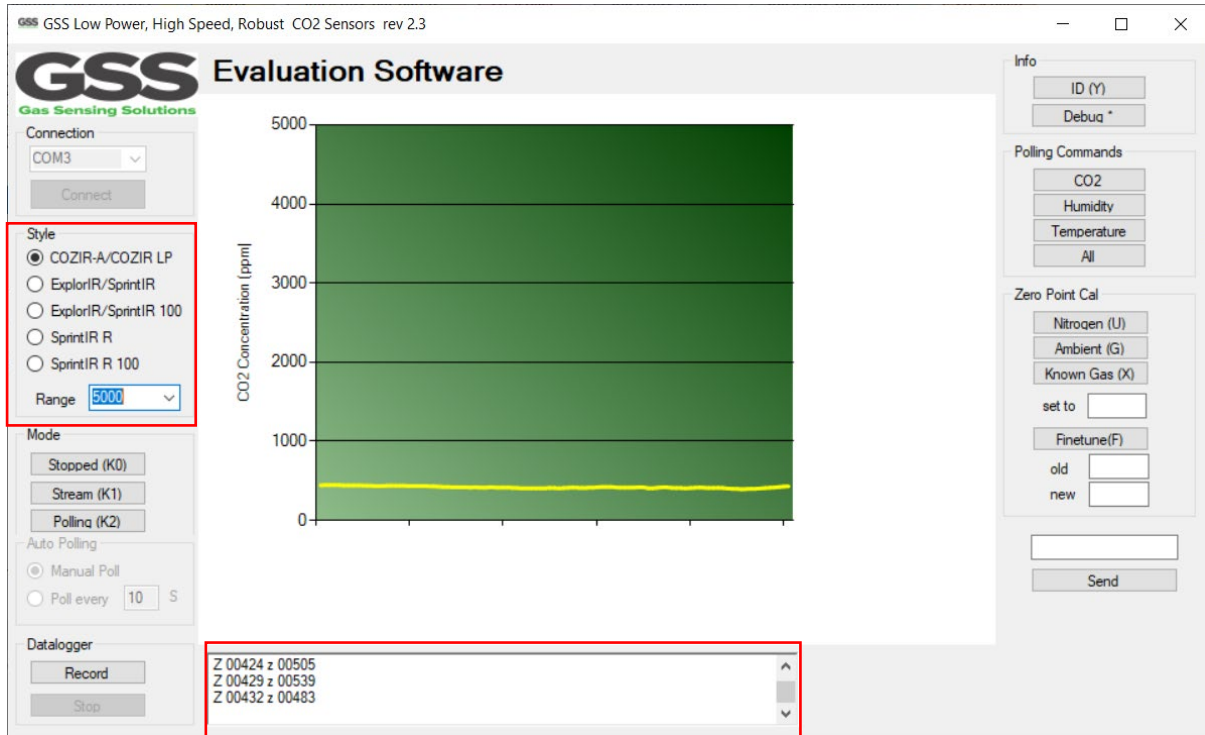 GSS GSS Low Power, High Speed, Robust CO2 Sensors rev 2.3
GSS
Gas Sensing Solutions
Evaluation Software
Connection
COM3
Connect
Style
COZIR-A/COZIR LP
ExplorIR/SprintIR
ExplorIR/SprintIR 100
SprintIR R
SprintIR R 100
Range 5000
Mode
Stopped (K0)
Stream (K1)
Polling (K2)
Auto Polling
Manual Poll
Poll every 10 S
Datalogger
Record
Stop
CO2 Concentration [ppm]
5000
4000
3000
2000
1000
0
Z 00424 z 00505
Z 00429 z 00539
Z 00432 z 00483
Info
ID (Y)
Debug *
Polling Commands
CO2
Humidity
Temperature
All
Zero Point Cal
Nitrogen (U)
Ambient (G)
Known Gas (X)
set to
Finetune(F)
old
new
Send